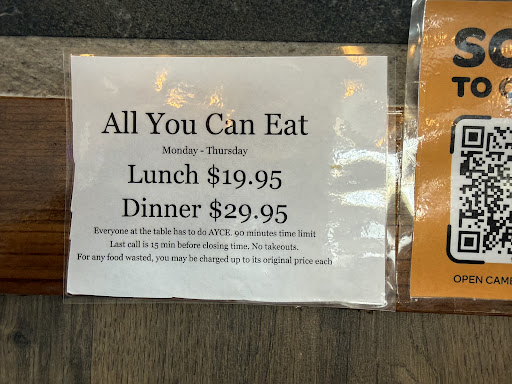 All You Can Eat
Monday - Thursday
Lunch $19.95
Dinner $29.95
Everyone at the table has to do AYCE. 90 minutes time limit
Last call is 15 min before closing time. No takeouts.
For any food wasted, you may be charged up to its original price each
TO
OPEN